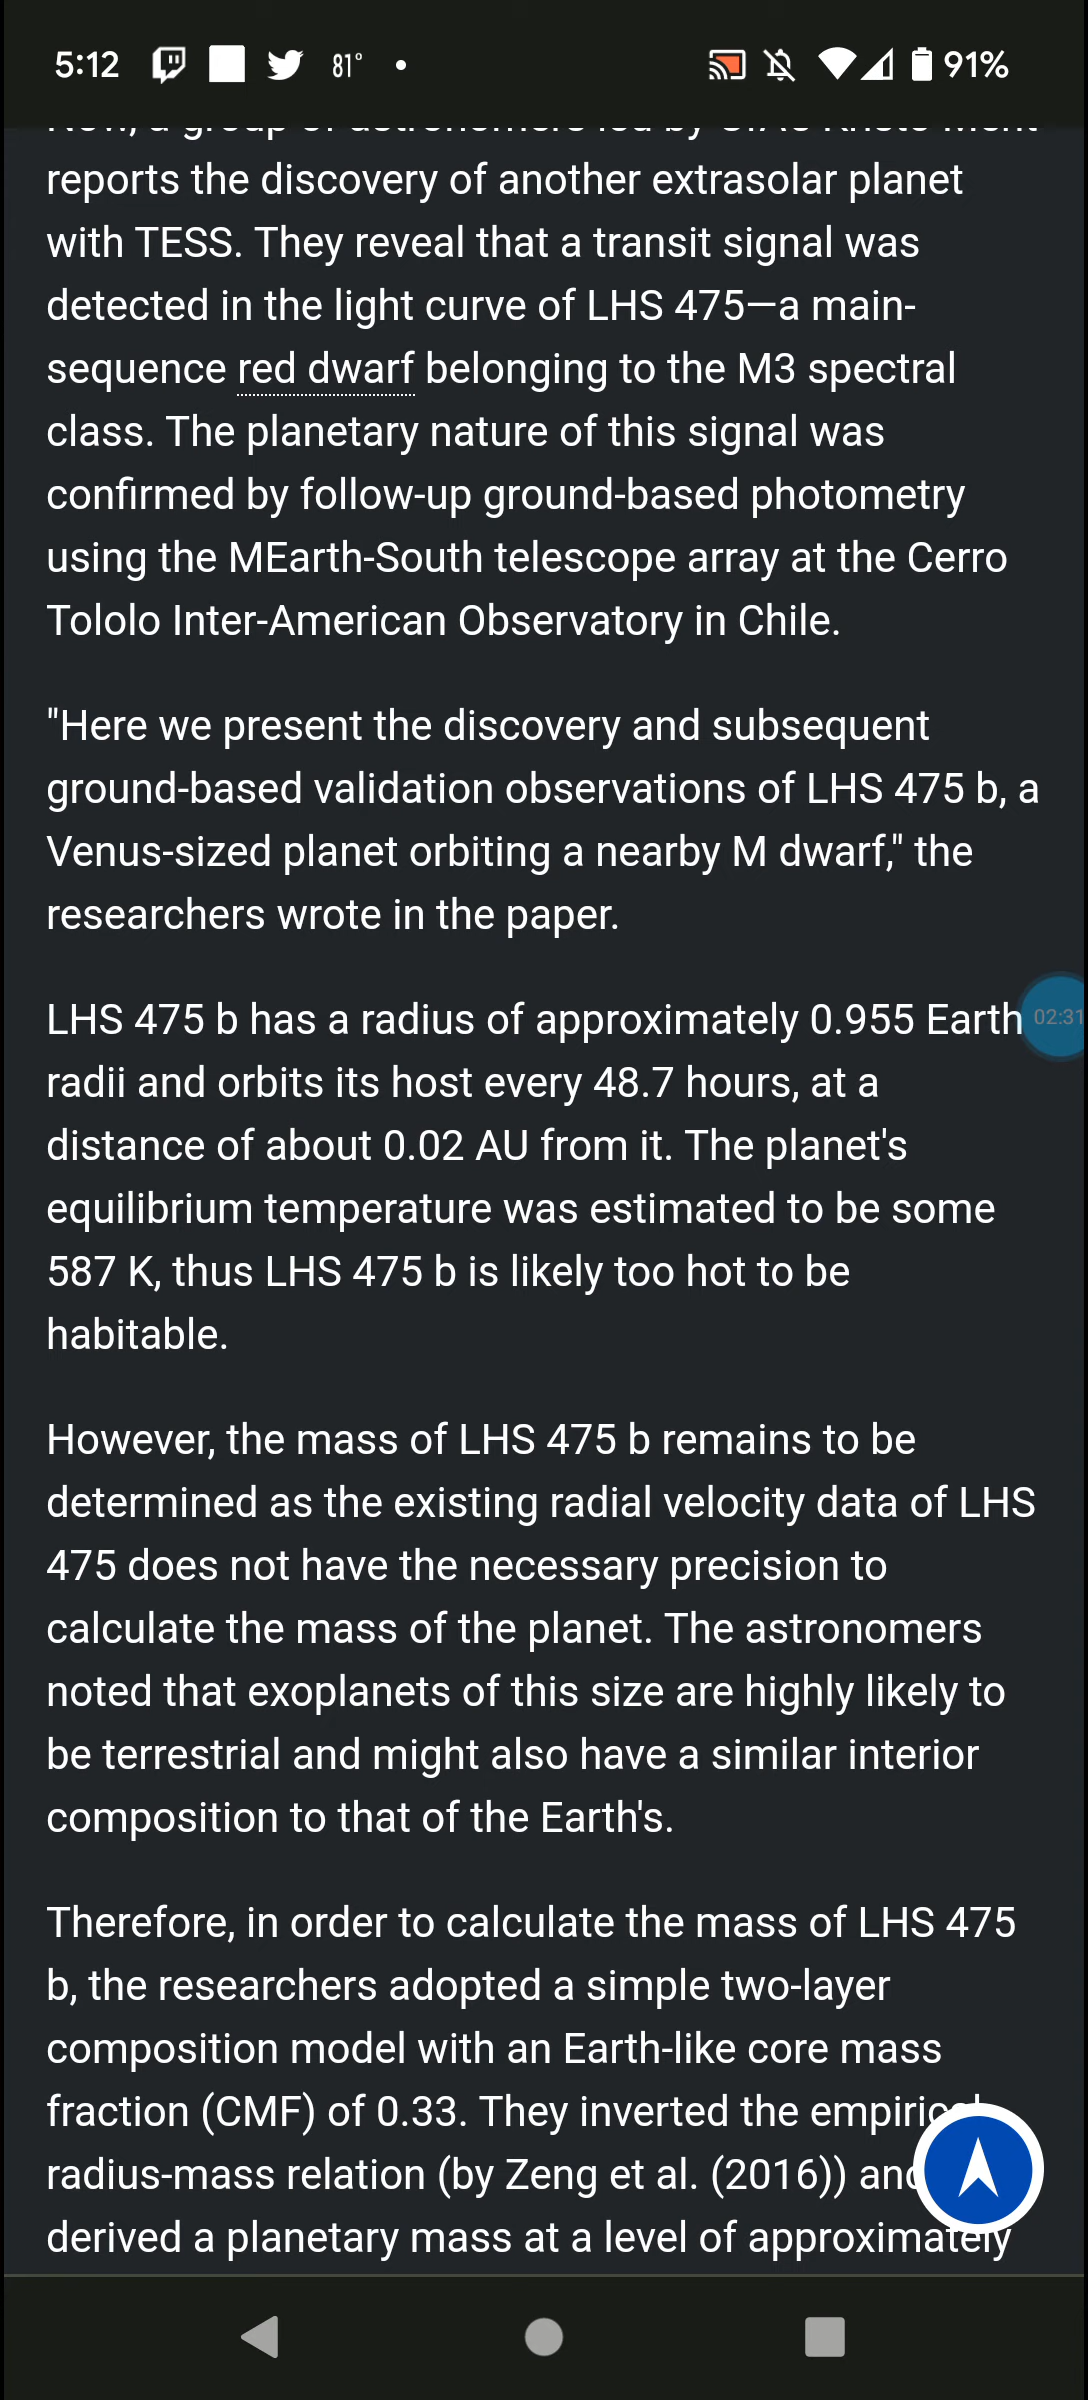 5:12 81° 91%
reports the discovery of another extrasolar planet
with TESS. They reveal that a transit signal was
detected in the light curve of LHS 475—a main-
sequence red dwarf belonging to the M3 spectral
class. The planetary nature of this signal was
confirmed by follow-up ground-based photometry
using the MEarth-South telescope array at the Cerro
Tololo Inter-American Observatory in Chile.
"Here we present the discovery and subsequent
ground-based validation observations of LHS 475 b, a
Venus-sized planet orbiting a nearby M dwarf," the
researchers wrote in the paper.
LHS 475 b has a radius of approximately 0.955 Earth
02:31
radii and orbits its host every 48.7 hours, at a
distance of about 0.02 AU from it. The planet's
equilibrium temperature was estimated to be some
587 K, thus LHS 475 b is likely too hot to be
habitable.
However, the mass of LHS 475 b remains to be
determined as the existing radial velocity data of LHS
475 does not have the necessary precision to
calculate the mass of the planet. The astronomers
noted that exoplanets of this size are highly likely to
be terrestrial and might also have a similar interior
composition to that of the Earth's.
Therefore, in order to calculate the mass of LHS 475
b, the researchers adopted a simple two-layer
composition model with an Earth-like core mass
fraction (CMF) of 0.33. They inverted the empirical
radius-mass relation (by Zeng et al. (2016)) and
derived a planetary mass at a level of approximately